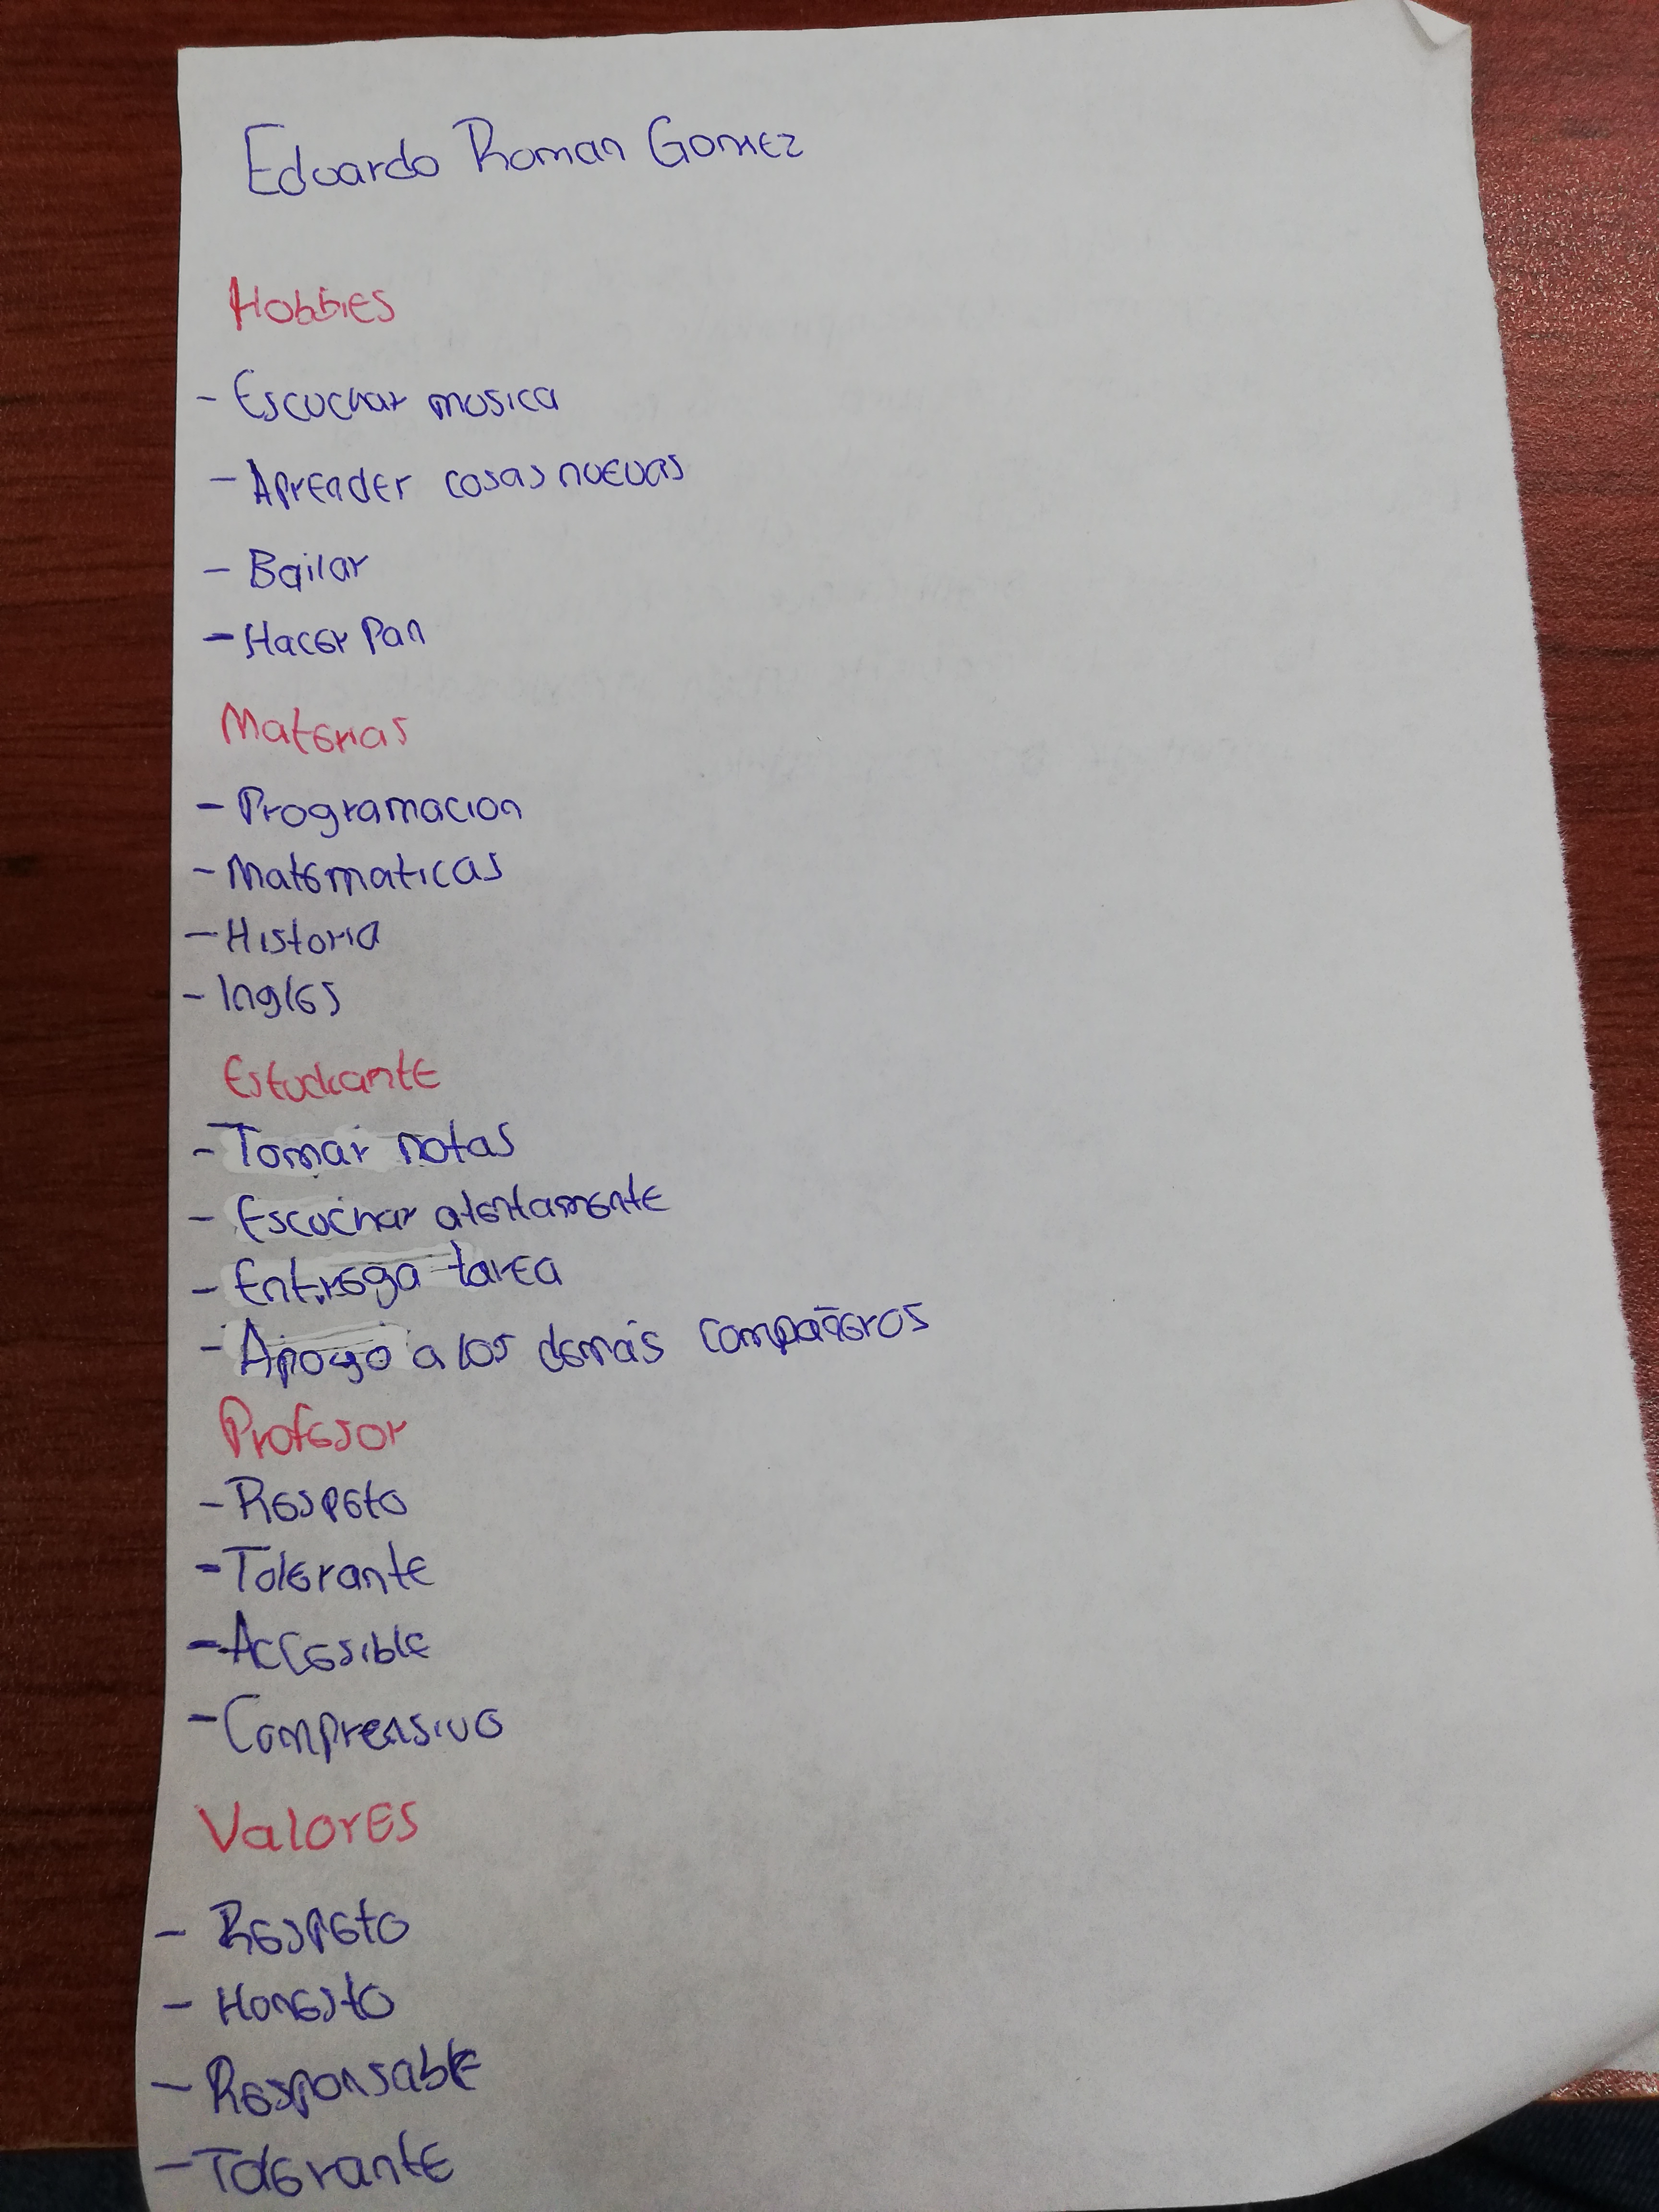 Eduardo Roman Gomez
Hobbies
- Escuchar musica
- Aprender cosas nuevas
- Bailar
- Hacer Pan
Materias
- Programacion
- Matematicas
- Historia
- Ingles
Estudiante
- Tomar notas
- Escuchar atentamente
- Entrega tarea
- Apoyo a los demás compañeros
Profesor
- Respeto
- Tolerante
- Accesible
- Comprensivo
Valores
- Respeto
- Honesto
- Responsable
- Tolerante